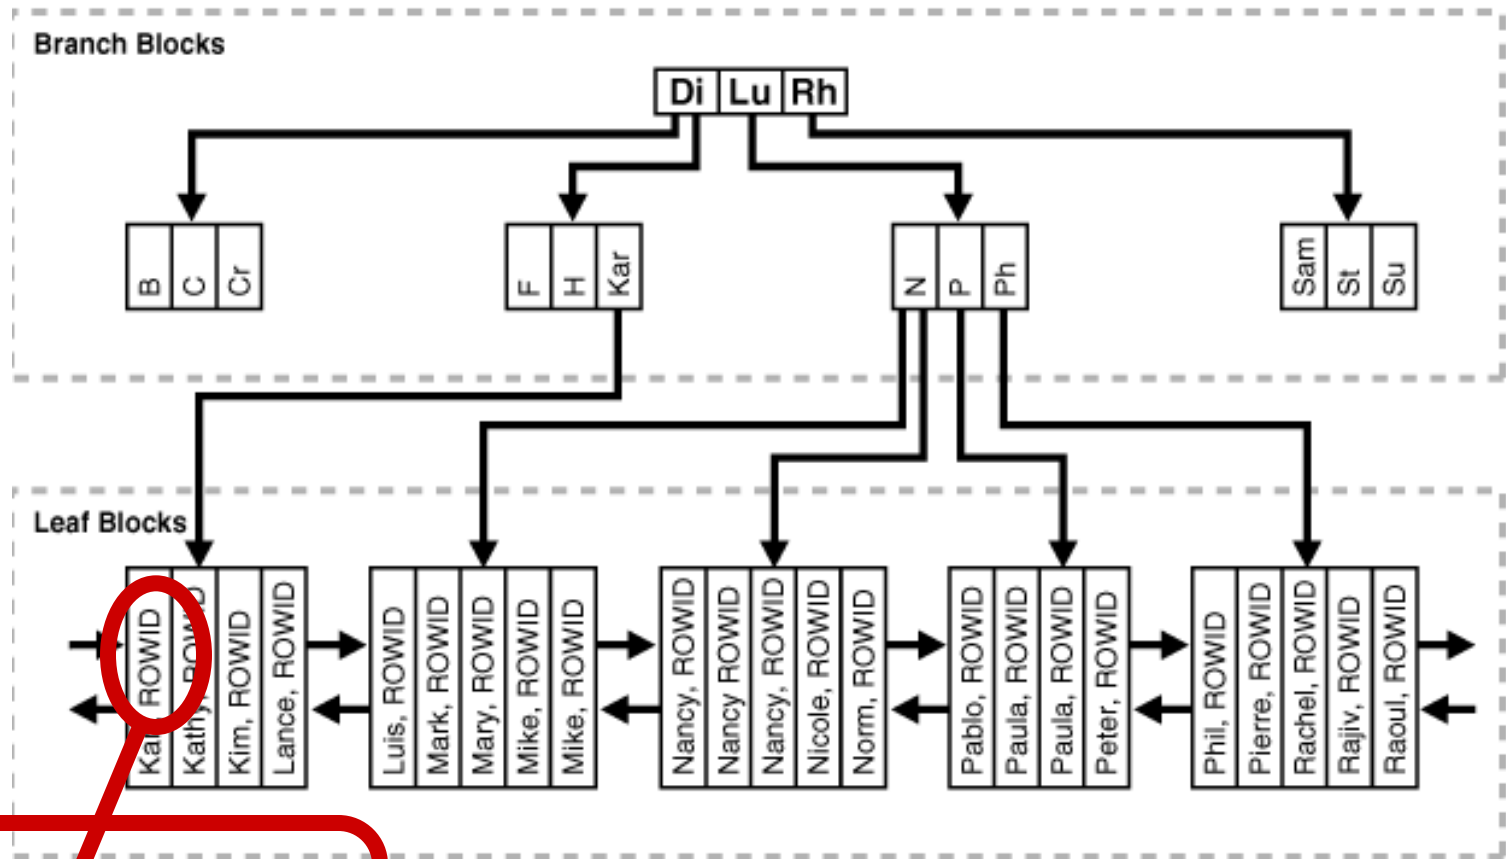 Branch Blocks
Di Lu Rh
B C Cr
F H Kar
N P Ph
Sam St Su
Leaf Blocks
ROWID
Kathy, ROWID
Kim, ROWID
Lance, ROWID
Luis, ROWID
Mark, ROWID
Mary, ROWID
Mike, ROWID
Mike, ROWID
Nancy, ROWID
Nancy ROWID
Nancy, ROWID
Nicole, ROWID
Norm, ROWID
Pablo, ROWID
Paula, ROWID
Paula, ROWID
Peter, ROWID
Phil, ROWID
Pierre, ROWID
Rachel, ROWID
Rajiv, ROWID
Raoul, ROWID